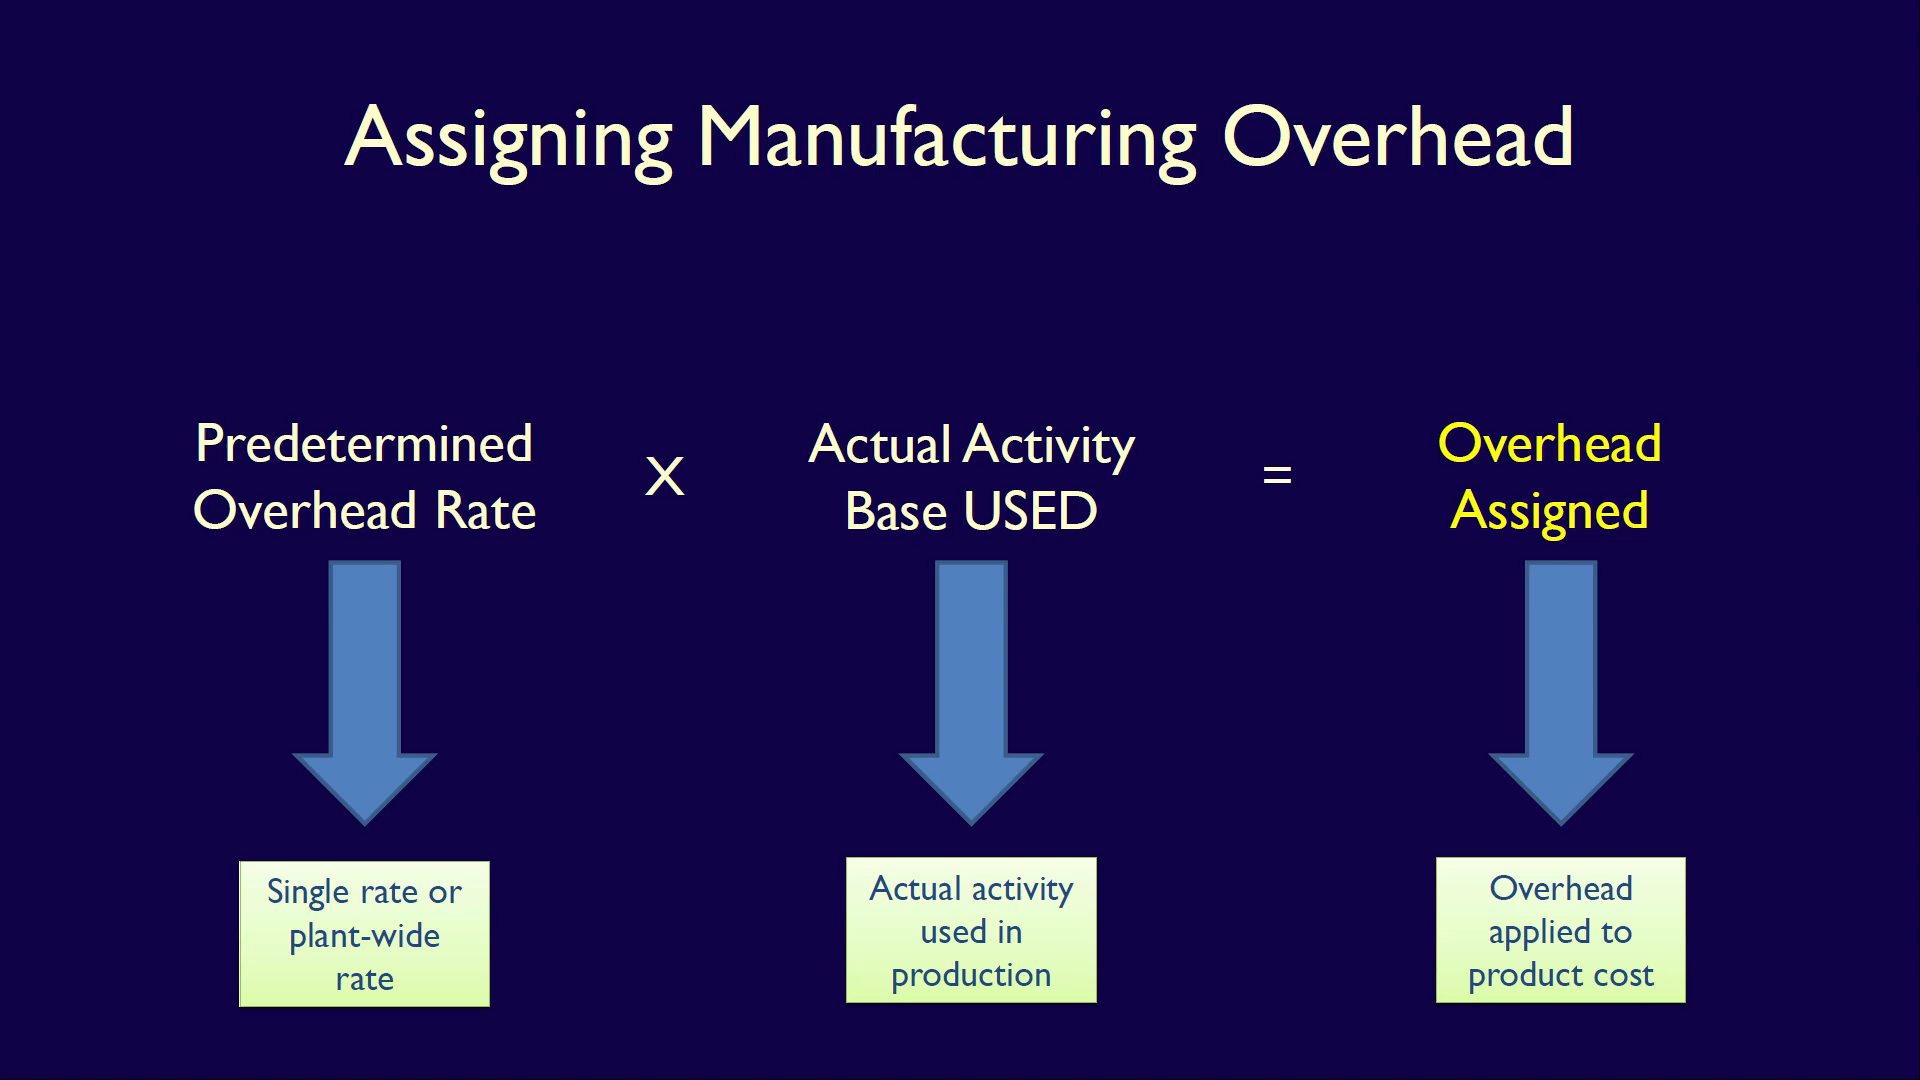 Assigning Manufacturing Overhead
Predetermined
Overhead Rate
X
Actual Activity
Base USED
=
Overhead
Assigned
Single rate or
plant-wide
rate
Actual activity
used in
production
Overhead
applied to
product cost